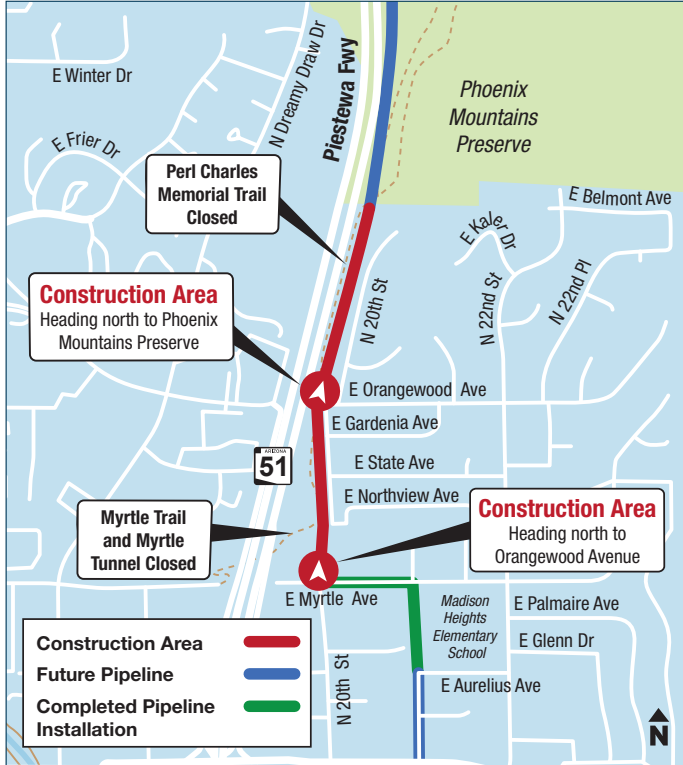 E Winter Dr
N Dreamy Draw Dr
Piestewa Fwy
Phoenix
Mountains
Preserve
E Frier Dr
Perl Charles
Memorial Trail
Closed
E Belmont Ave
E Kaler Dr
N 22nd St
N 22nd Pl
N 20th St
Construction Area
Heading north to Phoenix
Mountains Preserve
E Orangewood Ave
E Gardenia Ave
ARIZONA
51
E State Ave
E Northview Ave
Myrtle Trail
and Myrtle
Tunnel Closed
Construction Area
Heading north to
Orangewood Avenue
E Myrtle Ave
Madison
Heights
Elementary
School
E Palmaire Ave
E Glenn Dr
N 20th St
E Aurelius Ave
Construction Area
Future Pipeline
Completed Pipeline
Installation
N